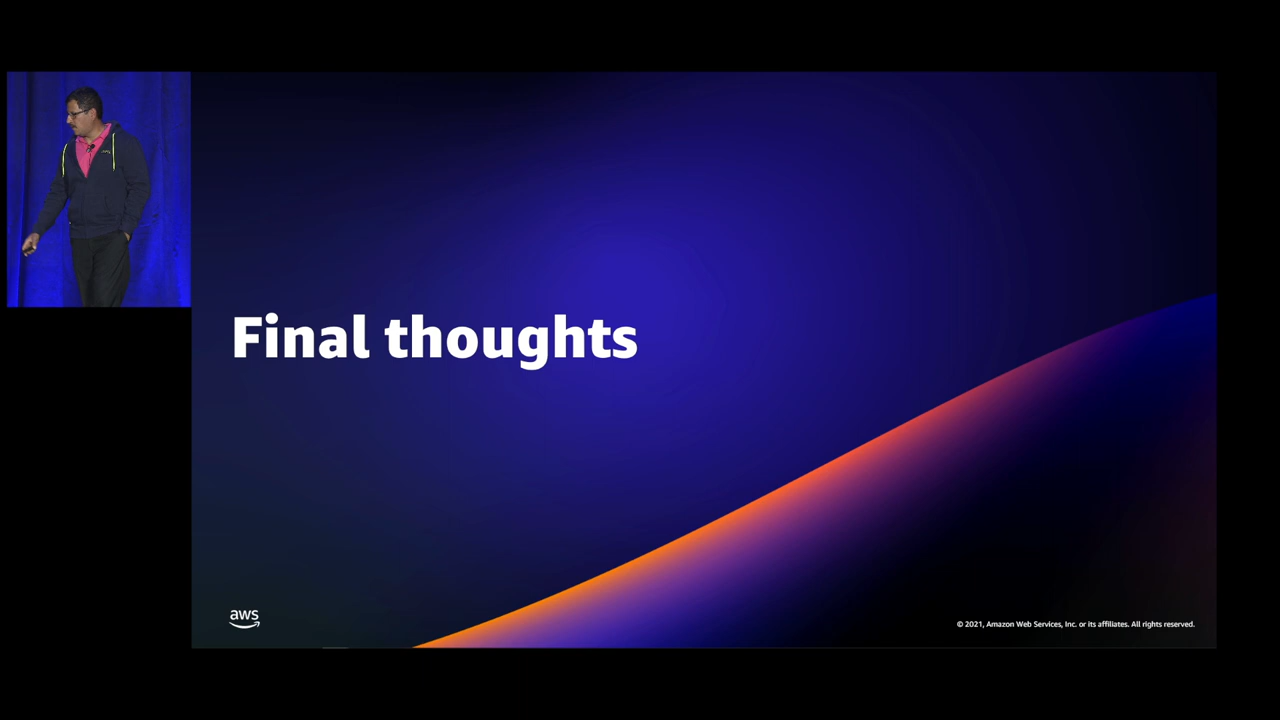 Final thoughts
aws
© 2021, Amazon Web Services, Inc. or its affiliates. All rights reserved.